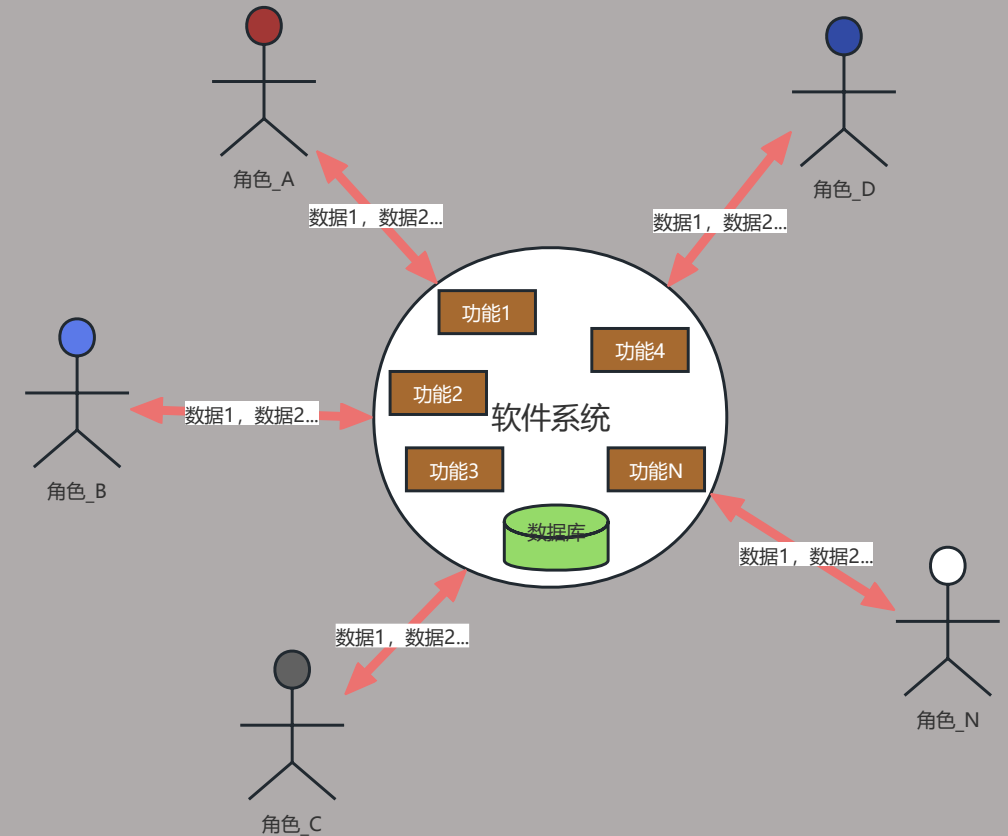 角色_A
角色_D
数据1，数据2...
数据1，数据2...
功能1
功能4
功能2
角色_B
数据1，数据2...
软件系统
功能3
功能N
数据库
数据1，数据2...
角色_N
数据1，数据2...
角色_C